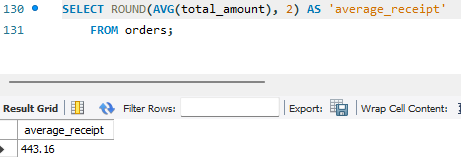 130 SELECT ROUND(AVG(total_amount), 2) AS 'average_receipt'
131 FROM orders;
Result Grid Filter Rows: Export: Wrap Cell Content:
average_receipt
443.16